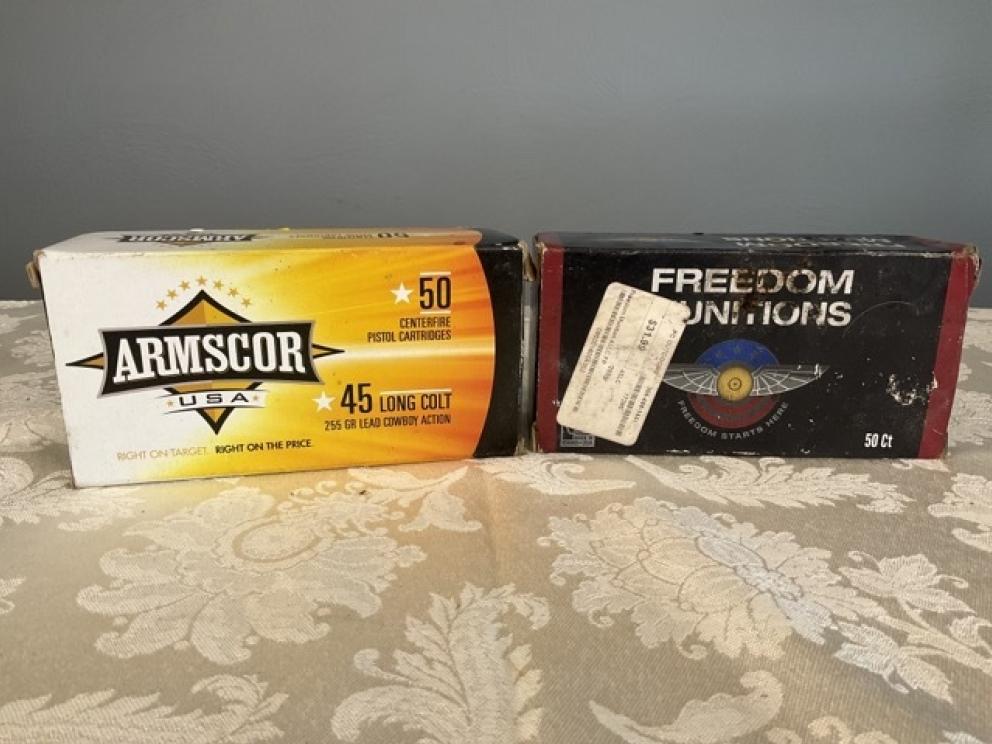 ARMSCOR
50
CENTERFIRE
PISTOL CARTRIDGES
ARMSCOR
USA
45 LONG COLT
255 GR LEAD COWBOY ACTION
RIGHT ON TARGET. RIGHT ON THE PRICE.
FREEDOM
UNITIONS
$31.99
FREEDOM STARTS HERE
50 Ct